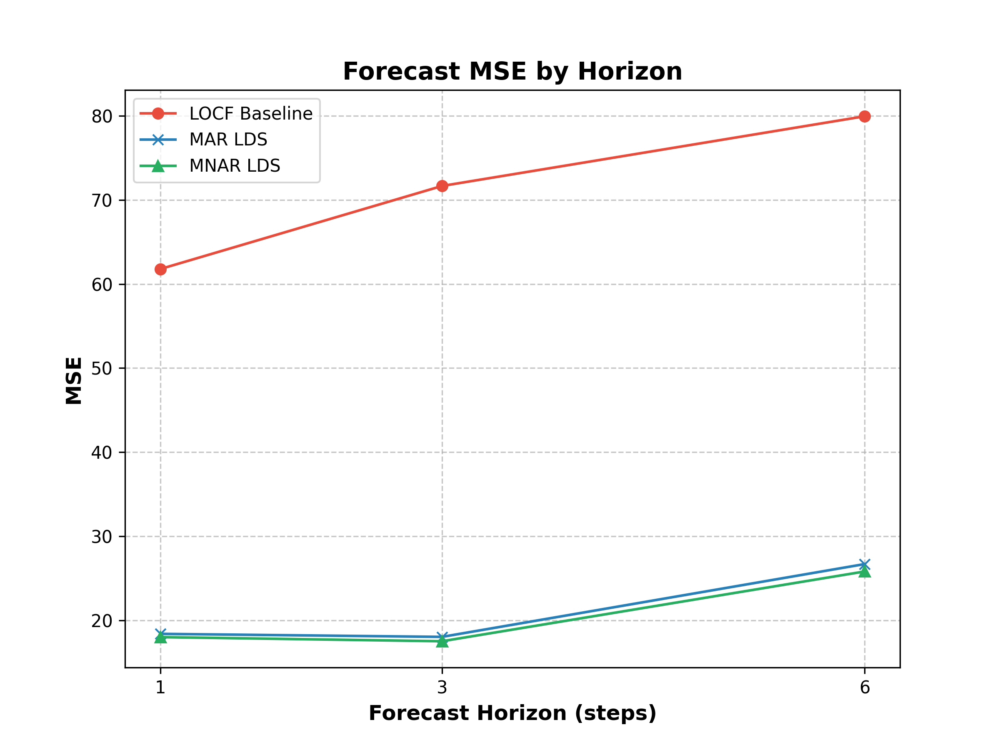 Forecast MSE by Horizon
LOCF Baseline
MAR LDS
MNAR LDS
80
70
60
50
40
30
20
MSE
1 3 6
Forecast Horizon (steps)